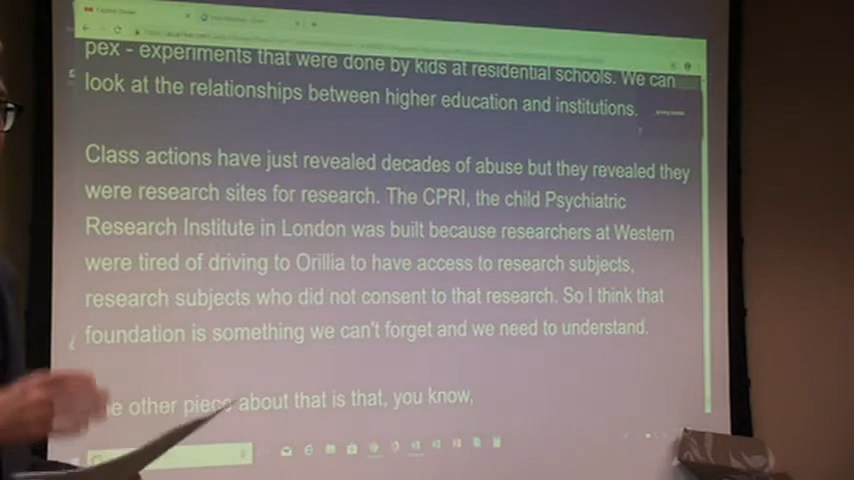 pex - experiments that were done by kids at residential schools. We can
look at the relationships between higher education and institutions.
Class actions have just revealed decades of abuse but they revealed they
were research sites for research. The CPRI, the child Psychiatric
Research Institute in London was built because researchers at Western
were tired of driving to Orillia to have access to research subjects,
research subjects who did not consent to that research. So I think that
foundation is something we can't forget and we need to understand.
other piece about that is that, you know,